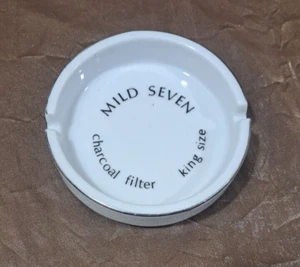 MILD SEVEN
charcoal filter
king size